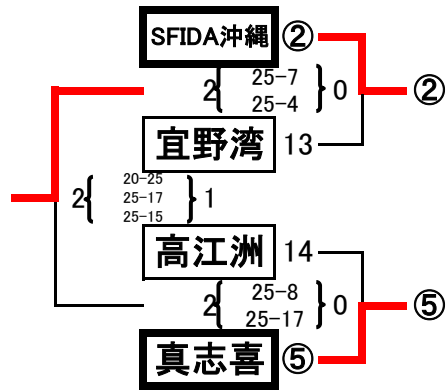 SFIDA沖縄 ②
2 { 25-7 } 0
25-4
②
宜野湾 13
2 { 20-25 } 1
25-17
25-15
高江洲 14
2 { 25-8 } 0
25-17
⑤
真志喜 ⑤